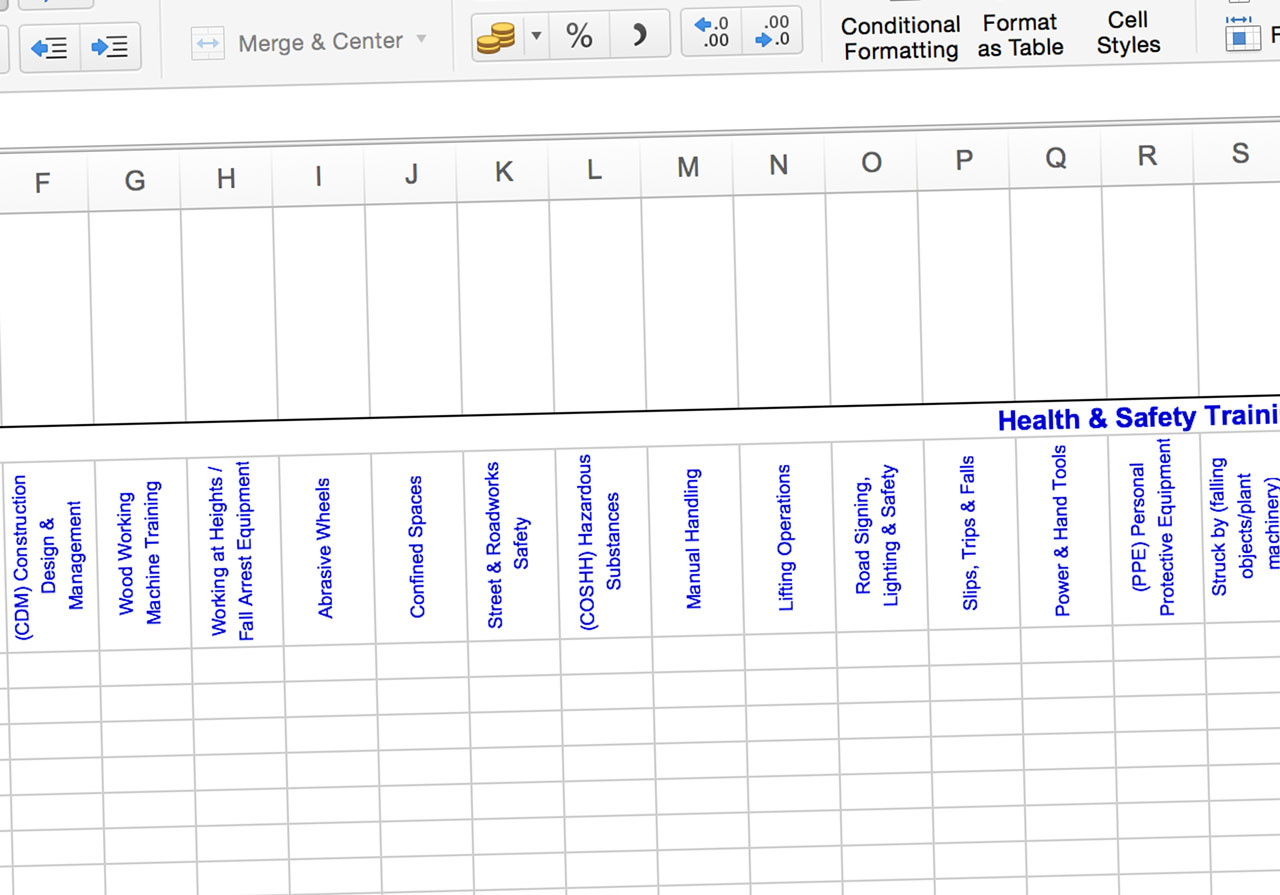 Merge & Center
%
.0
.00
.00
.0
Conditional
Formatting
Format
as Table
Cell
Styles
F
F
G
H
I
J
K
L
M
N
O
P
Q
R
S
Health & Safety Traini
(CDM) Construction
Design &
Management
Wood Working
Machine Training
Working at Heights /
Fall Arrest Equipment
Abrasive Wheels
Confined Spaces
Street & Roadworks
Safety
(COSHH) Hazardous
Substances
Manual Handling
Lifting Operations
Road Signing,
Lighting & Safety
Slips, Trips & Falls
Power & Hand Tools
(PPE) Personal
Protective Equipment
Struck by (falling
objects/plant
machinery)